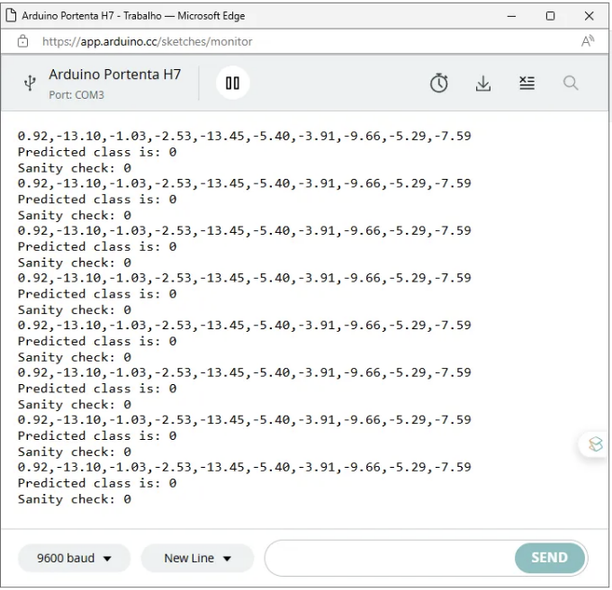 Arduino Portenta H7 - Trabalho — Microsoft Edge
https://app.arduino.cc/sketches/monitor
Arduino Portenta H7
Port: COM3
0.92,-13.10,-1.03,-2.53,-13.45,-5.40,-3.91,-9.66,-5.29,-7.59
Predicted class is: 0
Sanity check: 0
0.92,-13.10,-1.03,-2.53,-13.45,-5.40,-3.91,-9.66,-5.29,-7.59
Predicted class is: 0
Sanity check: 0
0.92,-13.10,-1.03,-2.53,-13.45,-5.40,-3.91,-9.66,-5.29,-7.59
Predicted class is: 0
Sanity check: 0
0.92,-13.10,-1.03,-2.53,-13.45,-5.40,-3.91,-9.66,-5.29,-7.59
Predicted class is: 0
Sanity check: 0
0.92,-13.10,-1.03,-2.53,-13.45,-5.40,-3.91,-9.66,-5.29,-7.59
Predicted class is: 0
Sanity check: 0
0.92,-13.10,-1.03,-2.53,-13.45,-5.40,-3.91,-9.66,-5.29,-7.59
Predicted class is: 0
Sanity check: 0
0.92,-13.10,-1.03,-2.53,-13.45,-5.40,-3.91,-9.66,-5.29,-7.59
Predicted class is: 0
Sanity check: 0
0.92,-13.10,-1.03,-2.53,-13.45,-5.40,-3.91,-9.66,-5.29,-7.59
Predicted class is: 0
Sanity check: 0
9600 baud New Line SEND